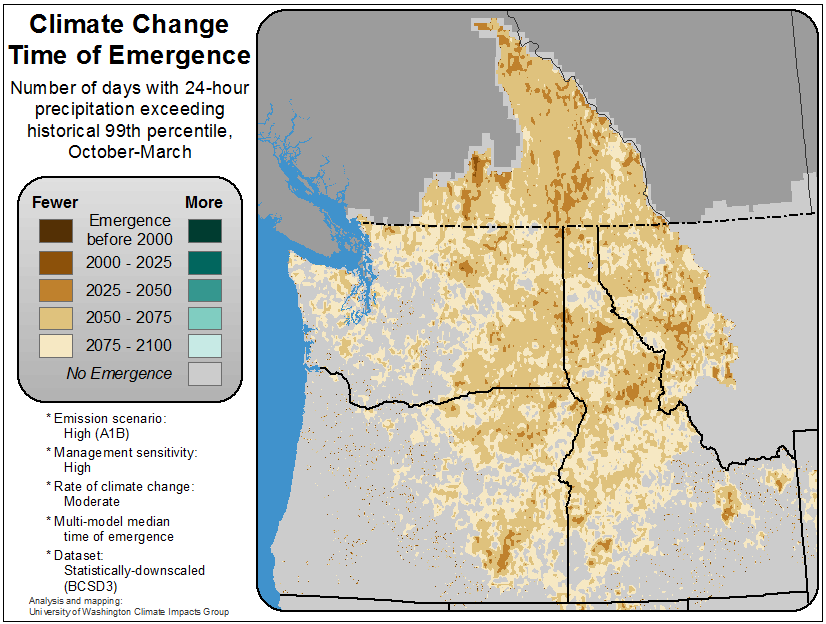 Climate Change
Time of Emergence
Number of days with 24-hour
precipitation exceeding
historical 99th percentile,
October-March
Fewer More
Emergence
before 2000
2000 - 2025
2025 - 2050
2050 - 2075
2075 - 2100
No Emergence
* Emission scenario:
High (A1B)
* Management sensitivity:
High
* Rate of climate change:
Moderate
* Multi-model median
time of emergence
* Dataset:
Statistically-downscaled
(BCSD3)
Analysis and mapping:
University of Washington Climate Impacts Group